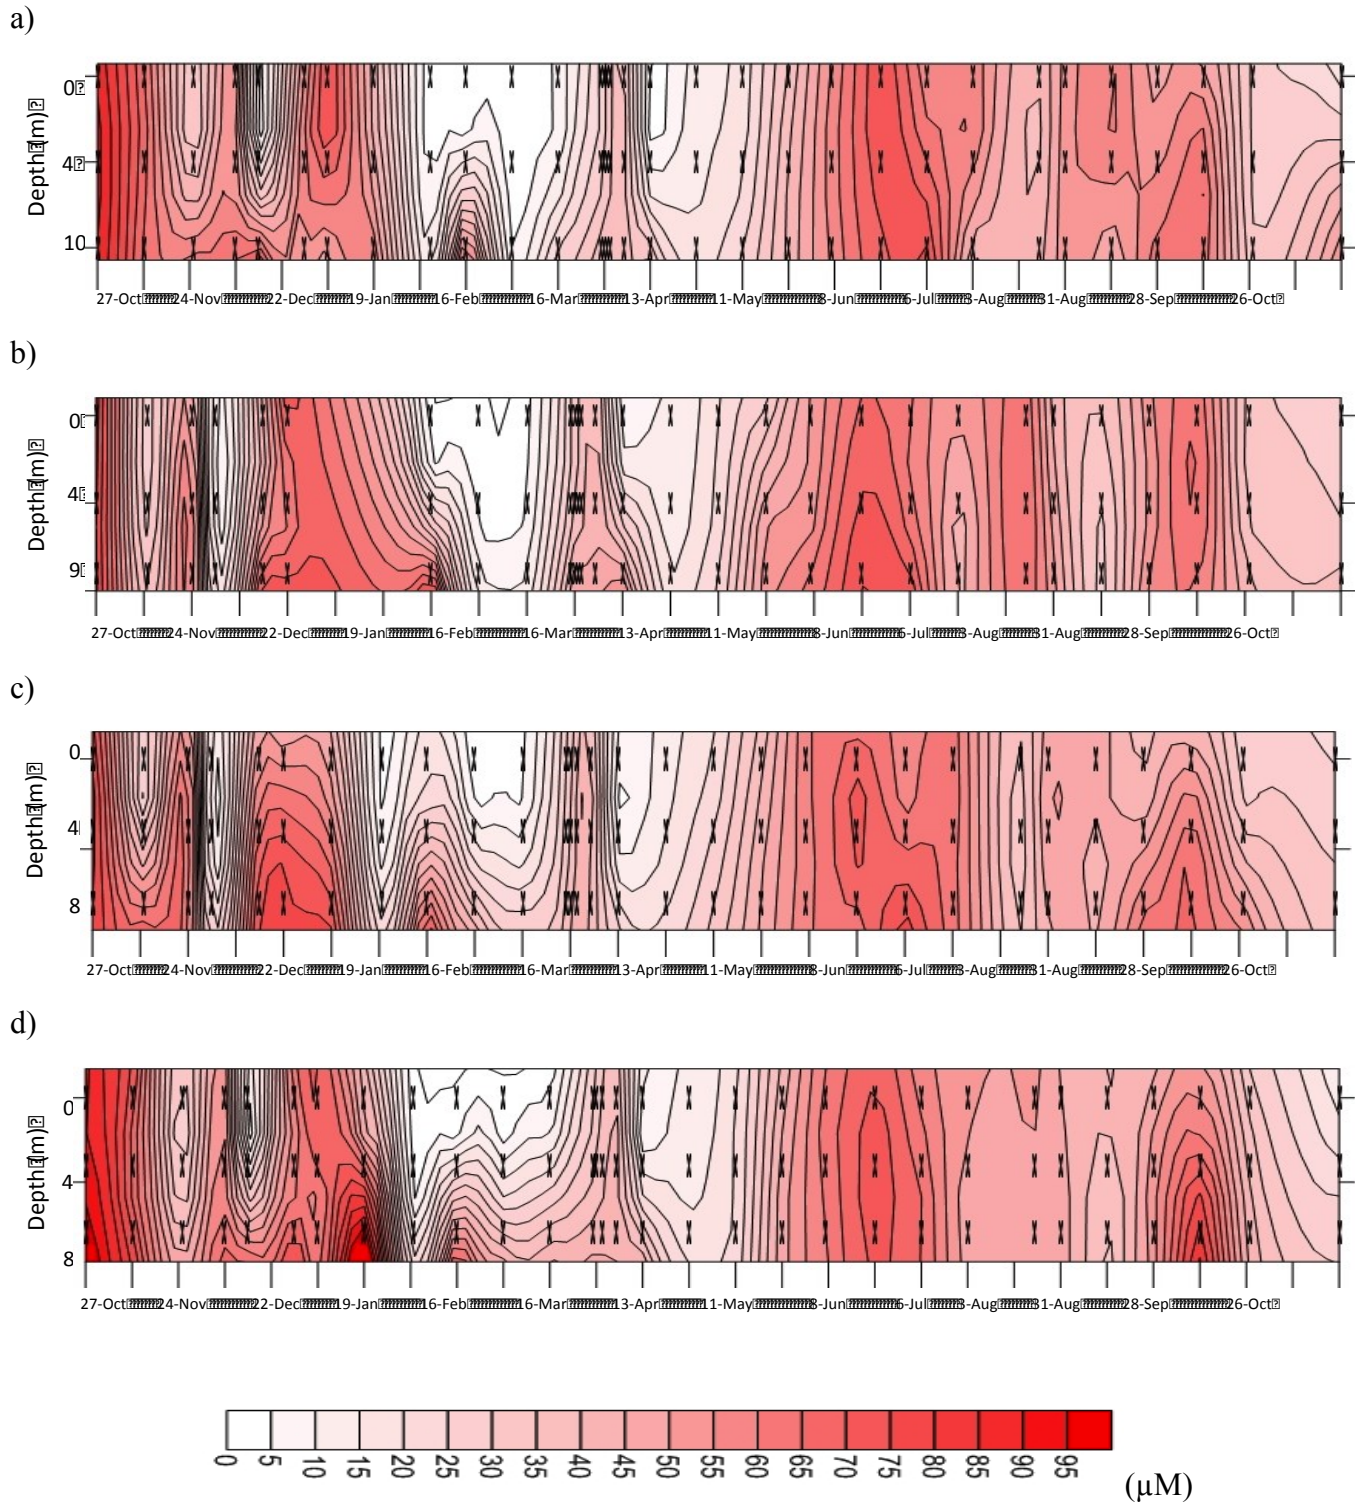 a)
0
4
10
Depth (m)
27-Oct 24-Nov 22-Dec 19-Jan 16-Feb 16-Mar 13-Apr 11-May 8-Jun 6-Jul 3-Aug 31-Aug 28-Sep 26-Oct
b)
0
4
9
Depth (m)
27-Oct 24-Nov 22-Dec 19-Jan 16-Feb 16-Mar 13-Apr 11-May 8-Jun 6-Jul 3-Aug 31-Aug 28-Sep 26-Oct
c)
0
4
8
Depth (m)
27-Oct 24-Nov 22-Dec 19-Jan 16-Feb 16-Mar 13-Apr 11-May 8-Jun 6-Jul 3-Aug 31-Aug 28-Sep 26-Oct
d)
0
4
8
Depth (m)
27-Oct 24-Nov 22-Dec 19-Jan 16-Feb 16-Mar 13-Apr 11-May 8-Jun 6-Jul 3-Aug 31-Aug 28-Sep 26-Oct
0 5 10 15 20 25 30 35 40 45 50 55 60 65 70 75 80 85 90 95
(µM)